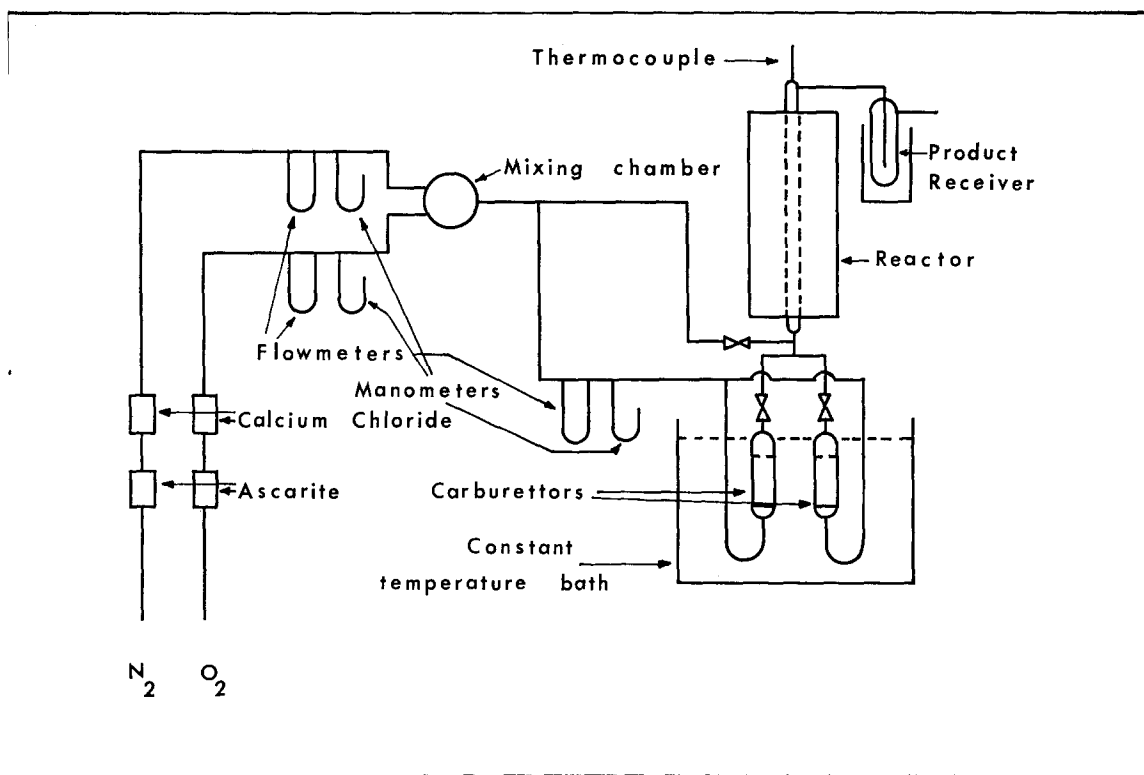 Thermocouple
Mixing chamber
Product
Receiver
Reactor
Flowmeters
Manometers
Calcium Chloride
Ascarite
Carburettors
Constant
temperature bath
N2
O2